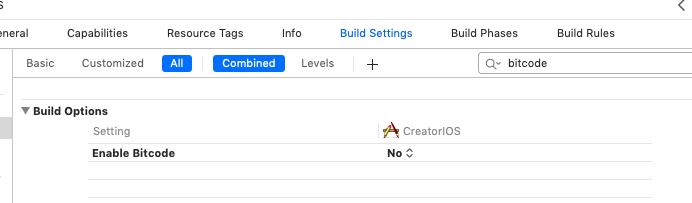 General Capabilities Resource Tags Info Build Settings Build Phases Build Rules
Basic Customized All Combined Levels + bitcode
Build Options
Setting CreatorIOS
Enable Bitcode No